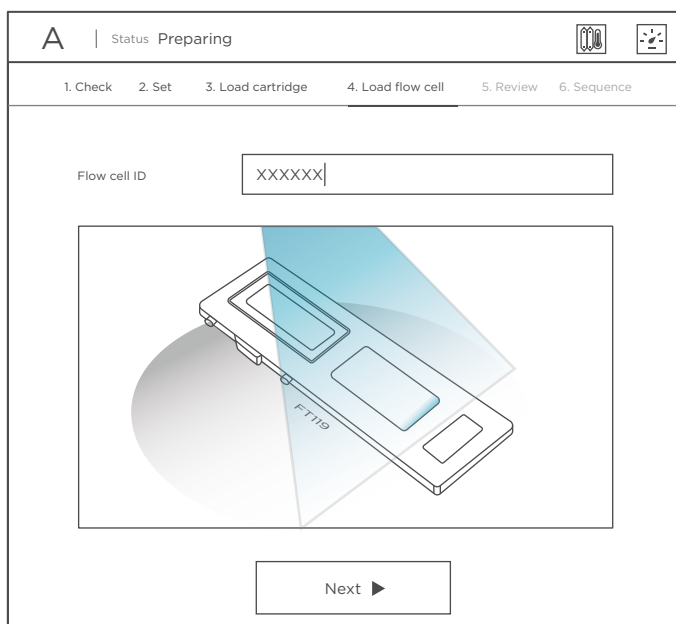 A | Status Preparing
1. Check 2. Set 3. Load cartridge 4. Load flow cell 5. Review 6. Sequence
Flow cell ID XXXXXX
FT119
Next